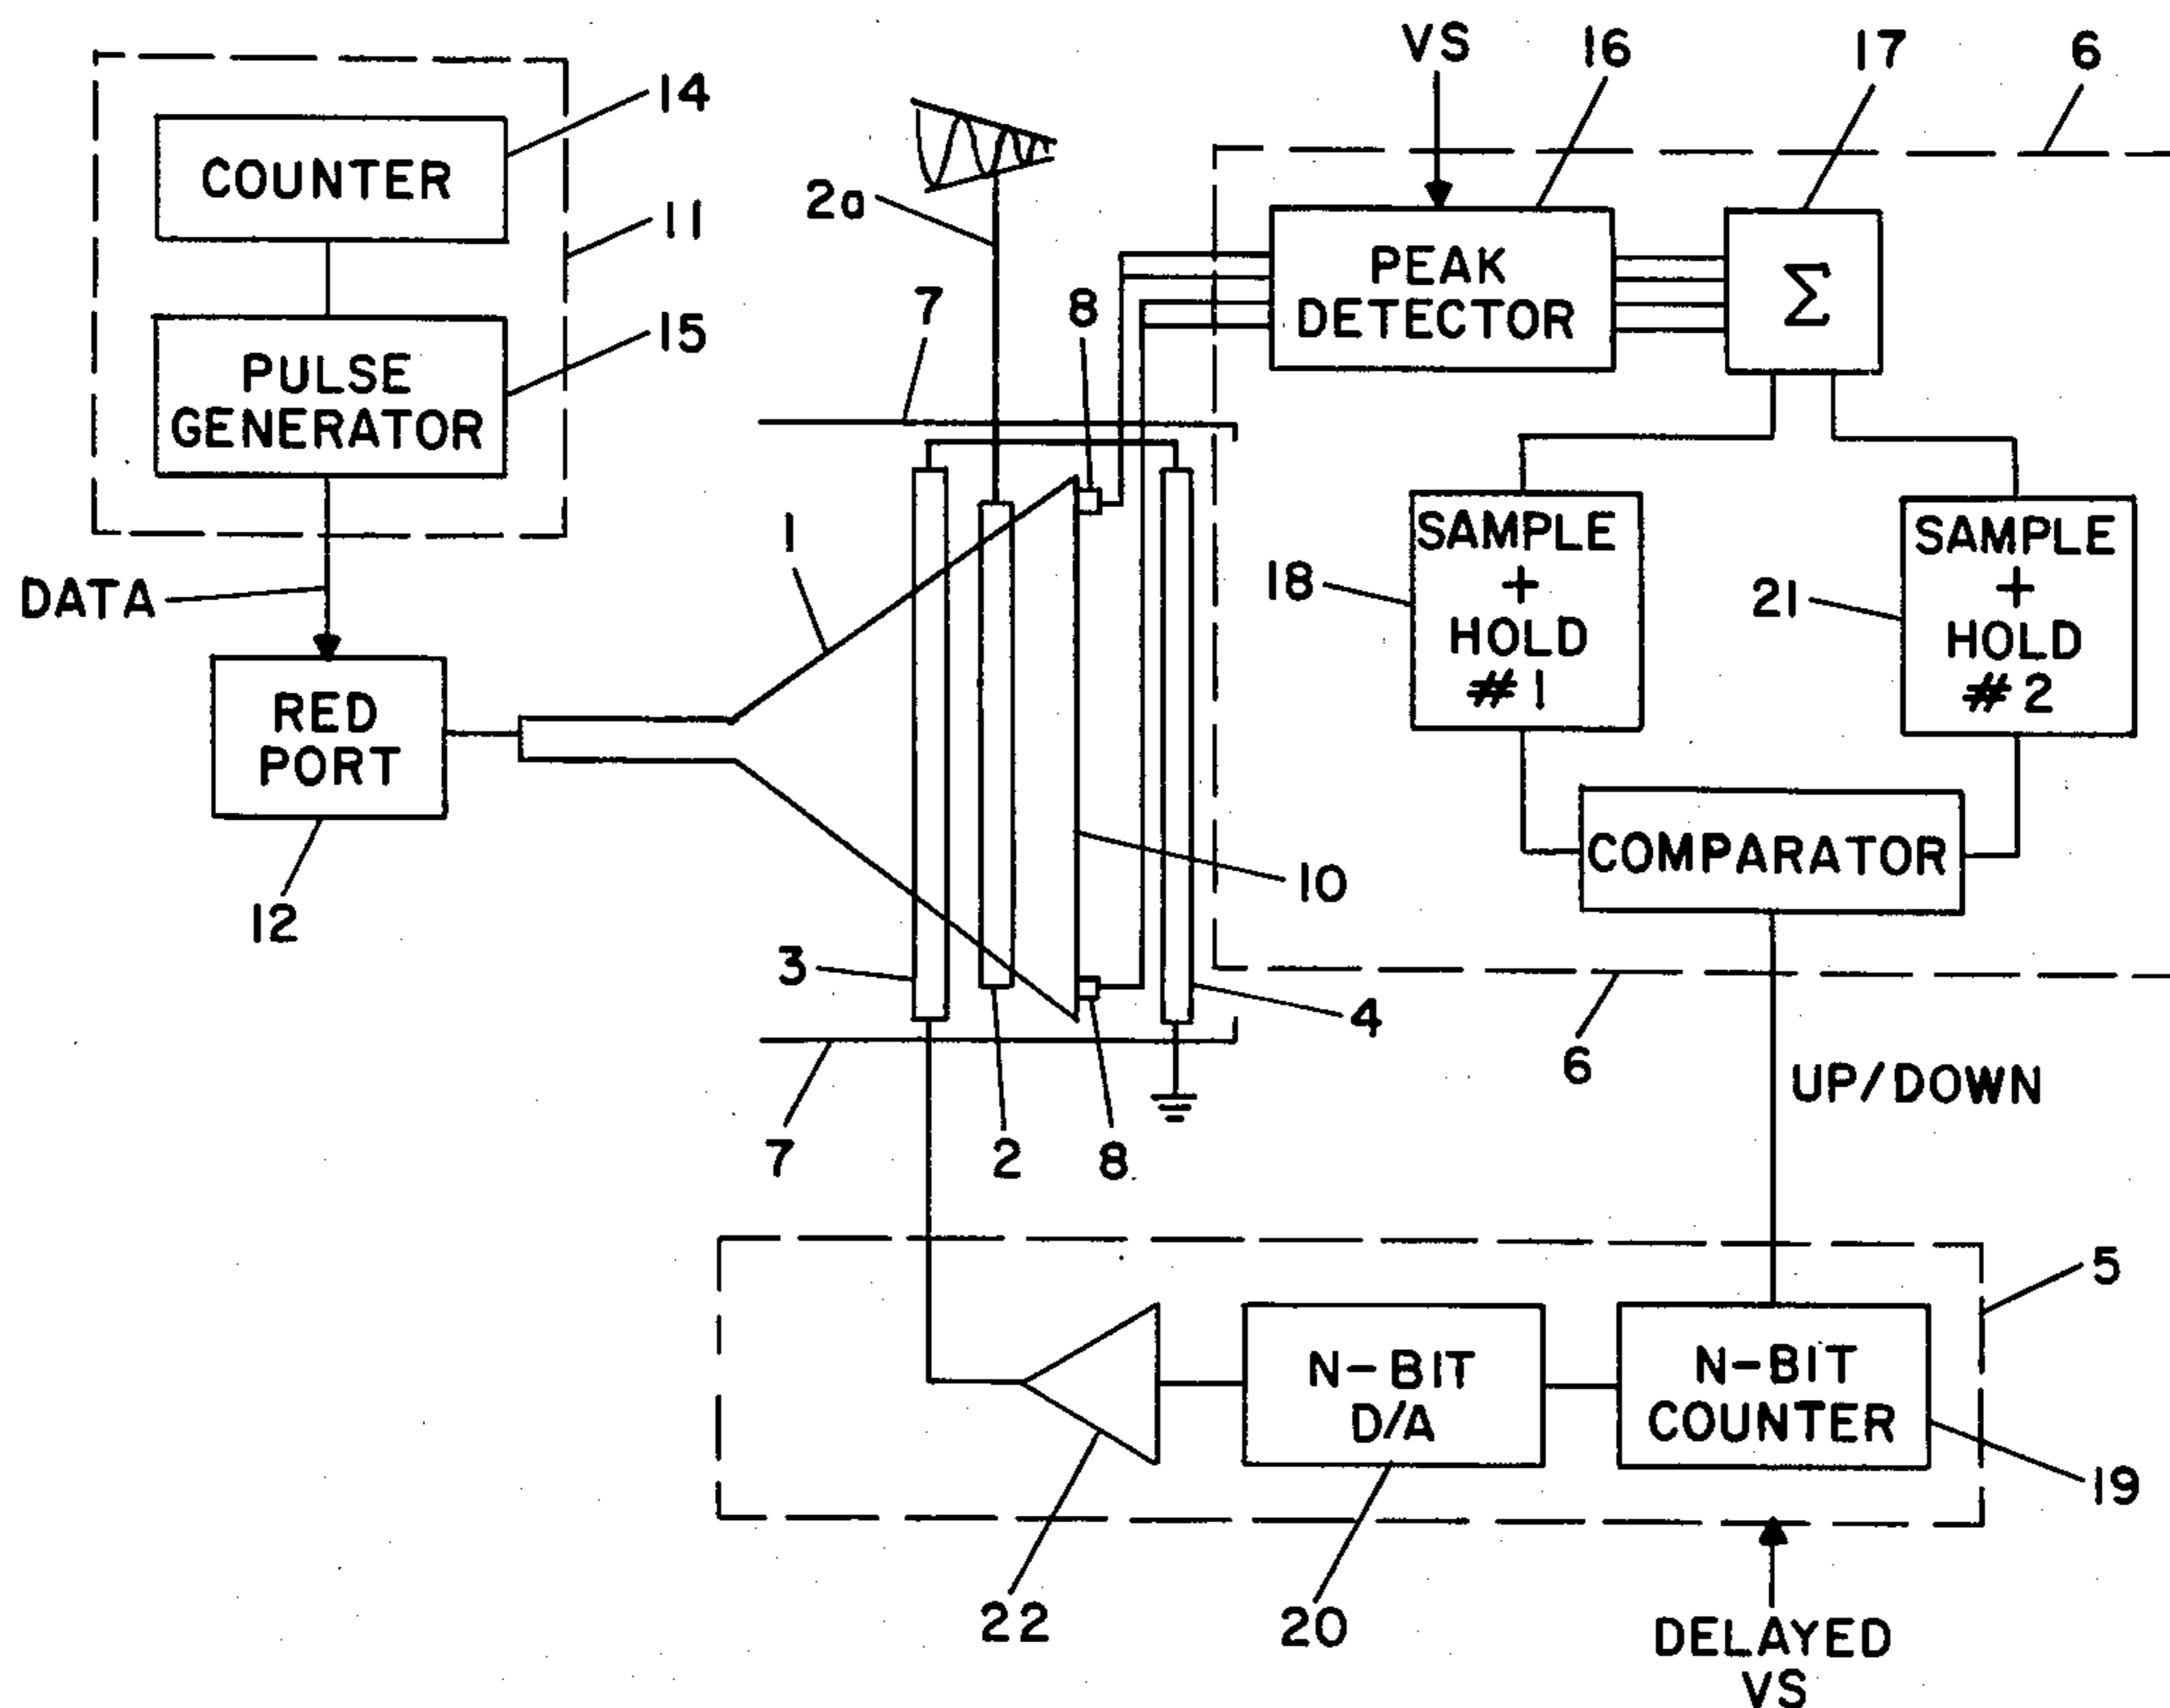 COUNTER
14
11
PULSE
GENERATOR
15
DATA
RED
PORT
12
2a
7
8
1
VS
16
17
6
PEAK
DETECTOR
Σ
SAMPLE
+
HOLD
#1
18
SAMPLE
+
HOLD
#2
21
COMPARATOR
10
3
4
6
7
2
8
UP/DOWN
5
N-BIT
D/A
N-BIT
COUNTER
19
22
20
DELAYED
VS